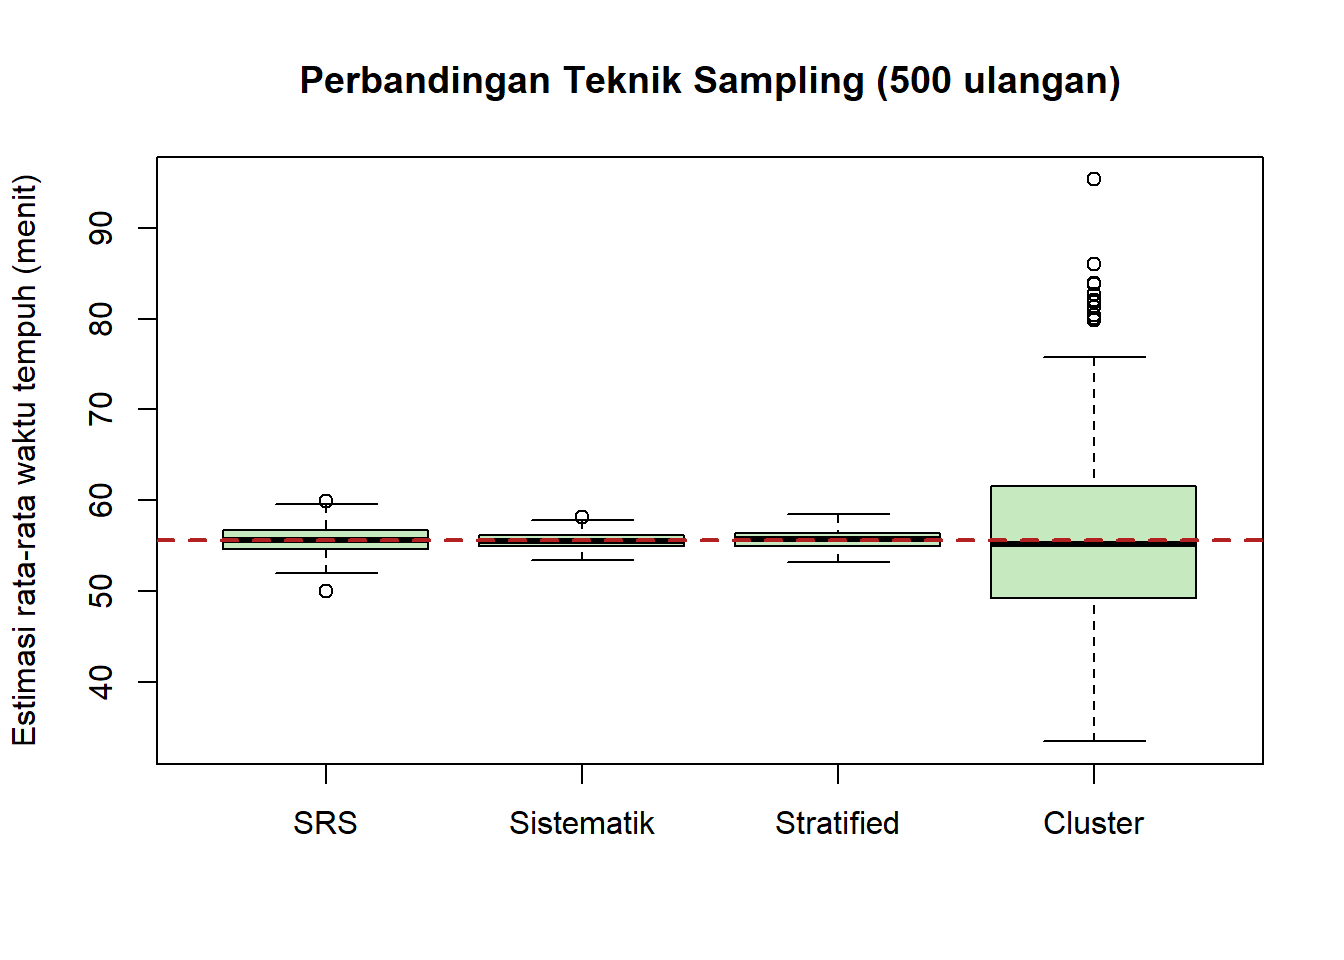 Perbandingan Teknik Sampling (500 ulangan)
Estimasi rata-rata waktu tempuh (menit)
90
80
70
60
50
40
SRS
Sistematik
Stratified
Cluster